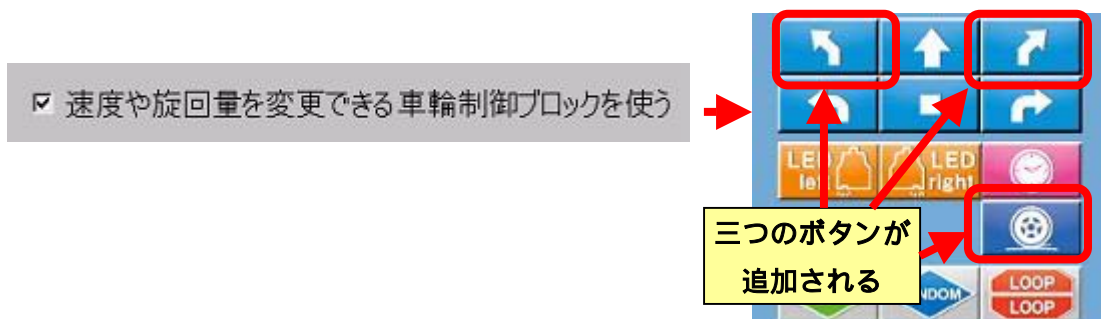 速度や旋回量を変更できる車輪制御ブロックを使う
LED
left
LED
right
三つのボタンが
追加される
LOOP
LOOP